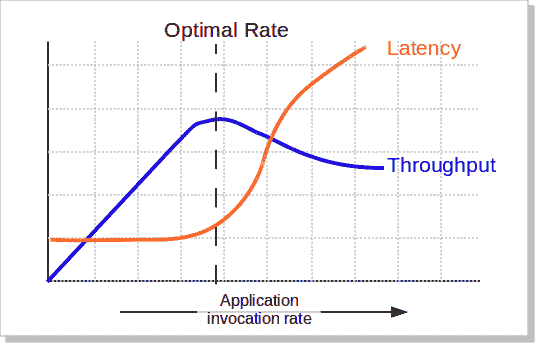 Optimal Rate
Latency
Throughput
Application
invocation rate